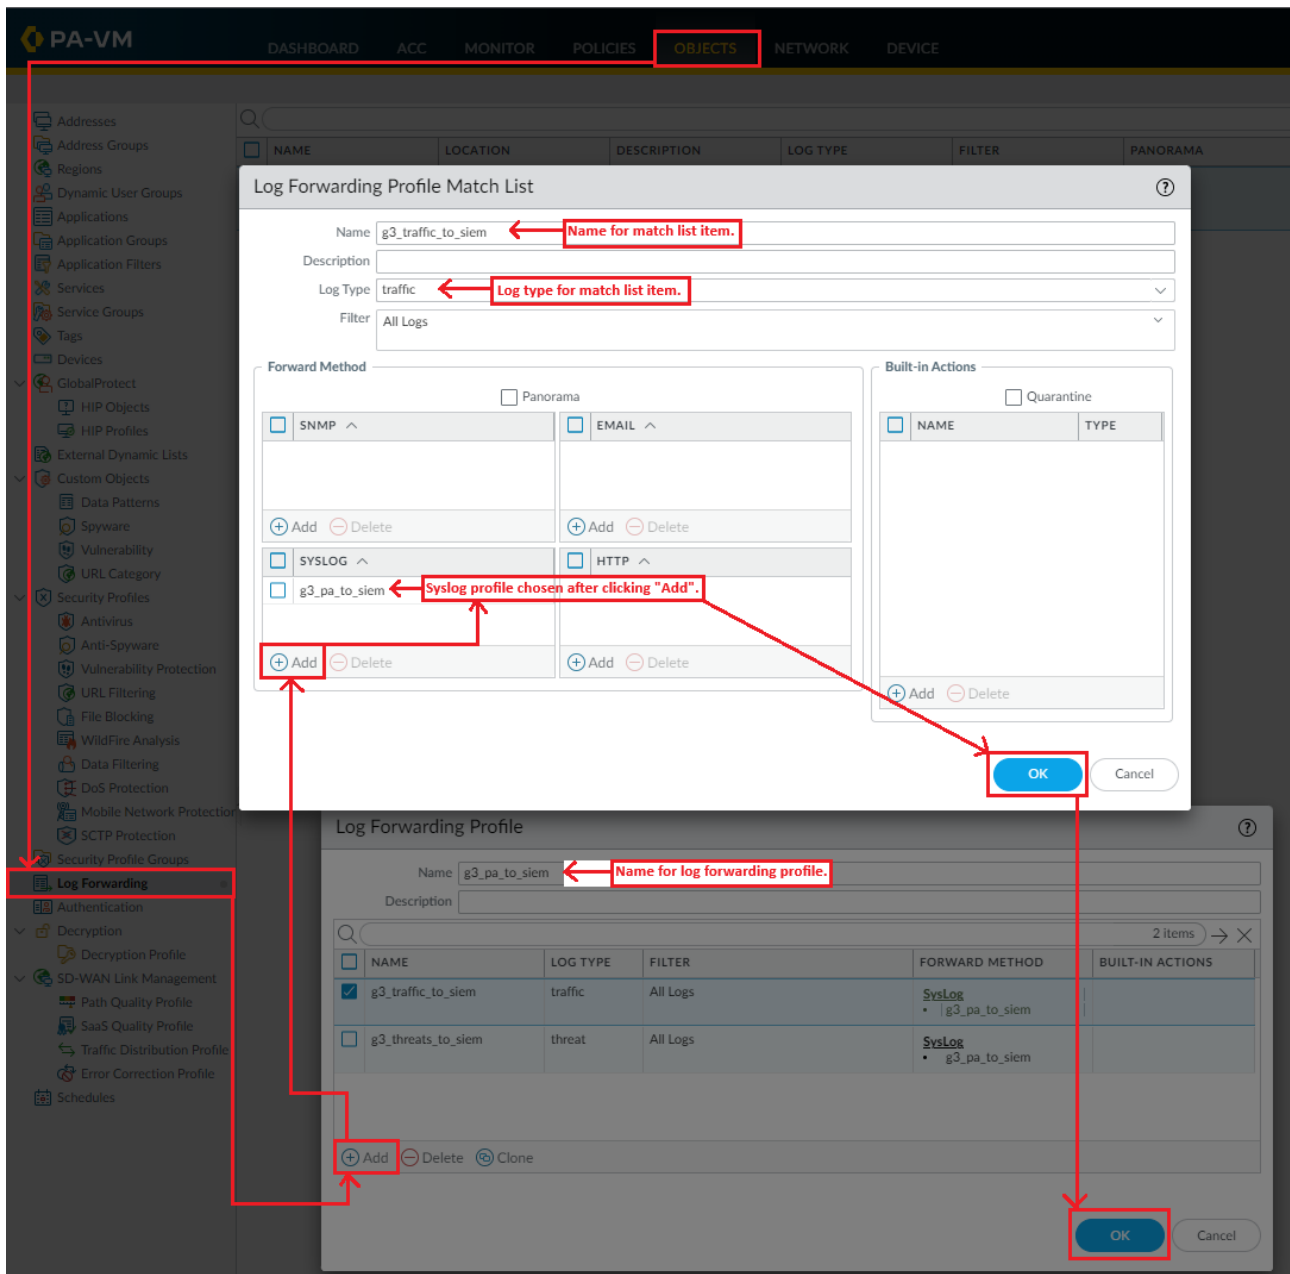 PA-VM
DASHBOARD ACC MONITOR POLICIES OBJECTS NETWORK DEVICE
Addresses
Address Groups
Regions
Dynamic User Groups
Applications
Application Groups
Application Filters
Services
Service Groups
Tags
Devices
GlobalProtect
HIP Objects
HIP Profiles
External Dynamic Lists
Custom Objects
Data Patterns
Spyware
Vulnerability
URL Category
Security Profiles
Antivirus
Anti-Spyware
Vulnerability Protection
URL Filtering
File Blocking
WildFire Analysis
Data Filtering
DoS Protection
Mobile Network Protection
SCTP Protection
Security Profile Groups
Log Forwarding
Authentication
Decryption
Decryption Profile
SD-WAN Link Management
Path Quality Profile
SaaS Quality Profile
Traffic Distribution Profile
Error Correction Profile
Schedules
NAME LOCATION DESCRIPTION LOG TYPE FILTER PANORAMA
Log Forwarding Profile Match List
Name g3_traffic_to_siem Name for match list item.
Description
Log Type traffic Log type for match list item.
Filter All Logs
Forward Method
Panorama
SNMP EMAIL
Add Delete Add Delete
SYSLOG HTTP
g3_pa_to_siem Syslog profile chosen after clicking "Add".
Add Delete Add Delete
Built-in Actions
Quarantine
NAME TYPE
Add Delete
OK Cancel
Log Forwarding Profile
Name g3_pa_to_siem Name for log forwarding profile.
Description
2 items
NAME LOG TYPE FILTER FORWARD METHOD BUILT-IN ACTIONS
g3_traffic_to_siem traffic All Logs SysLog
• g3_pa_to_siem
g3_threats_to_siem threat All Logs SysLog
• g3_pa_to_siem
Add Delete Clone
OK Cancel